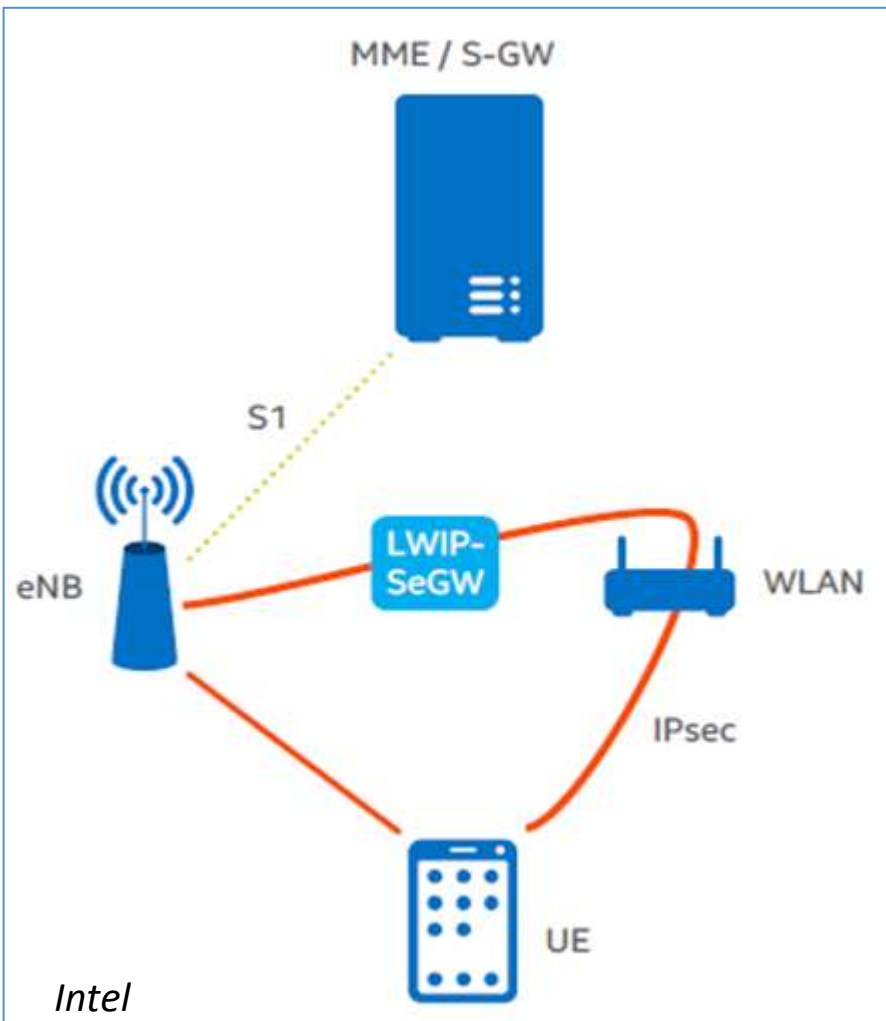 MME / S-GW
S1
LWIP-
SeGW
eNB
WLAN
IPsec
UE
Intel